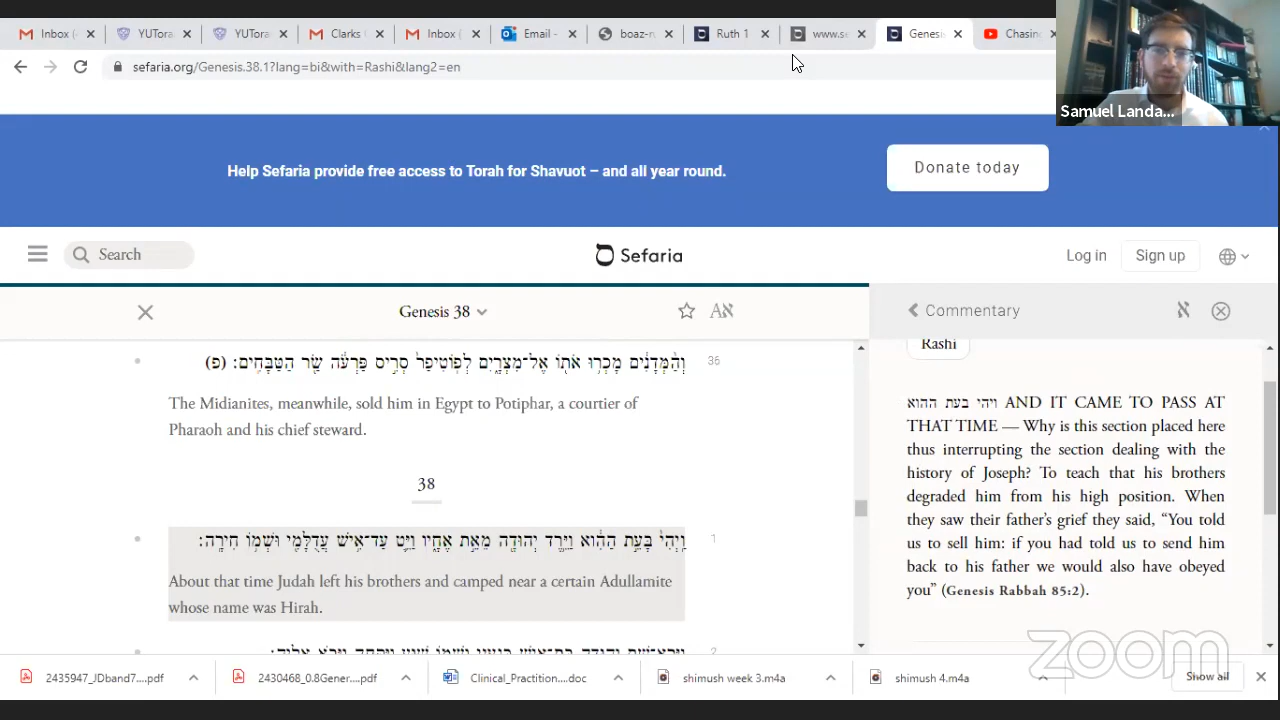 Inbox (
YUTora
YUTora
Clarks
Inbox (
Email -
boaz-ru
Ruth 1
www.se
Genesis
Chasin
sefaria.org/Genesis.38.1?lang=bi&with=Rashi&lang2=en
Samuel Landa...
Help Sefaria provide free access to Torah for Shavuot – and all year round.
Donate today
Search
Sefaria
Log in
Sign up
Genesis 38
Aא
Commentary
א
Rashi
36
וְהַ֨מְּדָנִ֔ים מָכְר֥וּ אֹת֖וֹ אֶל־מִצְרָ֑יִם לְפֽוֹטִיפַר֙ סְרִ֣יס פַּרְעֹ֔ה שַׂ֖ר הַטַּבָּחִֽים׃ (פ)
The Midianites, meanwhile, sold him in Egypt to Potiphar, a courtier of
Pharaoh and his chief steward.
38
1
וַֽיְהִי֙ בָּעֵ֣ת הַהִ֔וא וַיֵּ֥רֶד יְהוּדָ֖ה מֵאֵ֣ת אֶחָ֑יו וַיֵּ֛ט עַד־אִ֥ישׁ עֲדֻלָּמִ֖י וּשְׁמ֥וֹ חִירָֽה׃
About that time Judah left his brothers and camped near a certain Adullamite
whose name was Hirah.
2
ויהי בעת ההוא AND IT CAME TO PASS AT
THAT TIME — Why is this section placed here
thus interrupting the section dealing with the
history of Joseph? To teach that his brothers
degraded him from his high position. When
they saw their father’s grief they said, “You told
us to sell him: if you had told us to send him
back to his father we would also have obeyed
you” (Genesis Rabbah 85:2).
zoom
2435947_JDband7....pdf
2430468_0.8Gener....pdf
Clinical_Practition....doc
shimush week 3.m4a
shimush 4.m4a
Show all